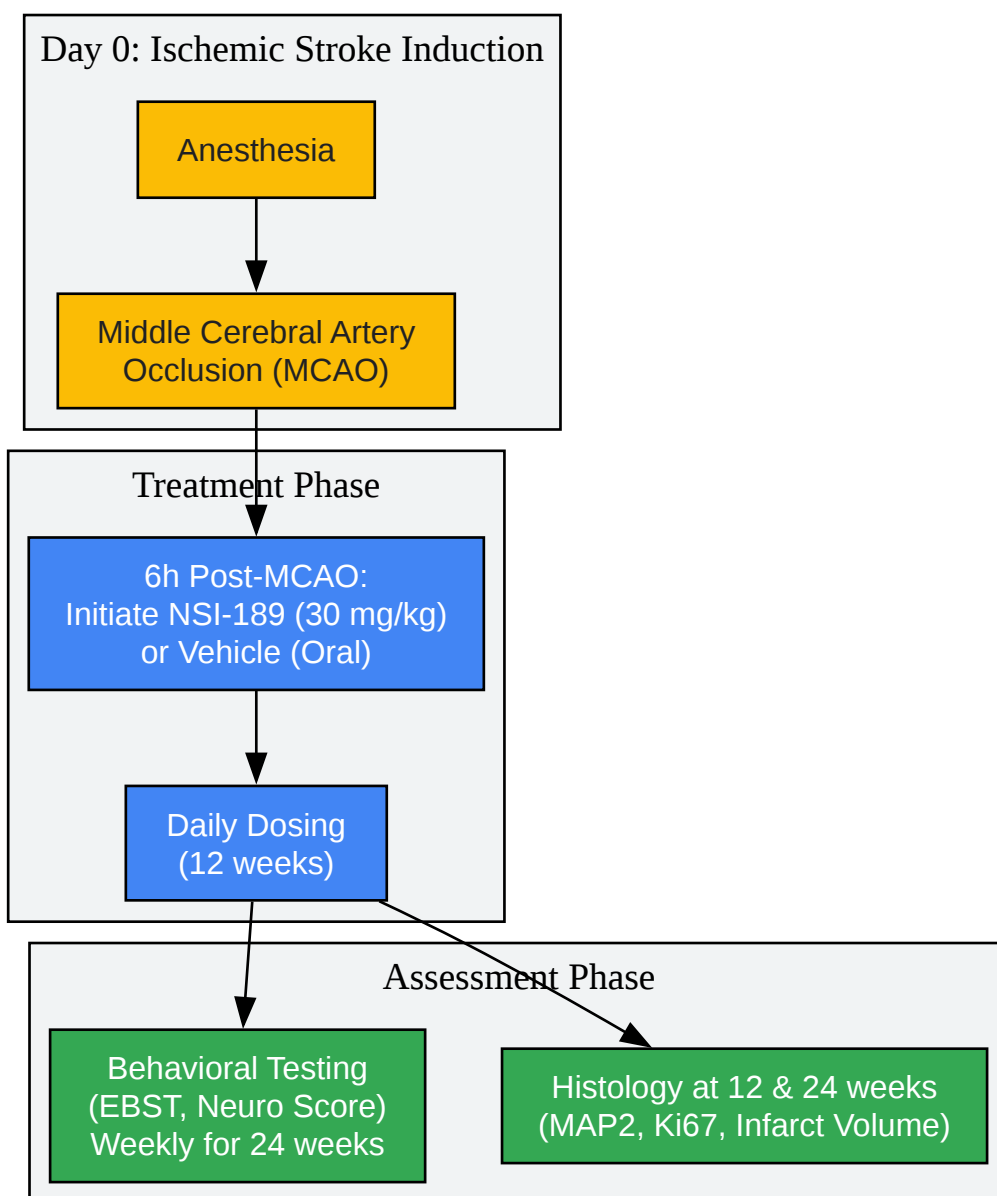 Day 0: Ischemic Stroke Induction
Anesthesia
Middle Cerebral Artery
Occlusion (MCAO)
Treatment Phase
6h Post-MCAO:
Initiate NSI-189 (30 mg/kg)
or Vehicle (Oral)
Daily Dosing
(12 weeks)
Assessment Phase
Behavioral Testing
(EBST, Neuro Score)
Weekly for 24 weeks
Histology at 12 & 24 weeks
(MAP2, Ki67, Infarct Volume)